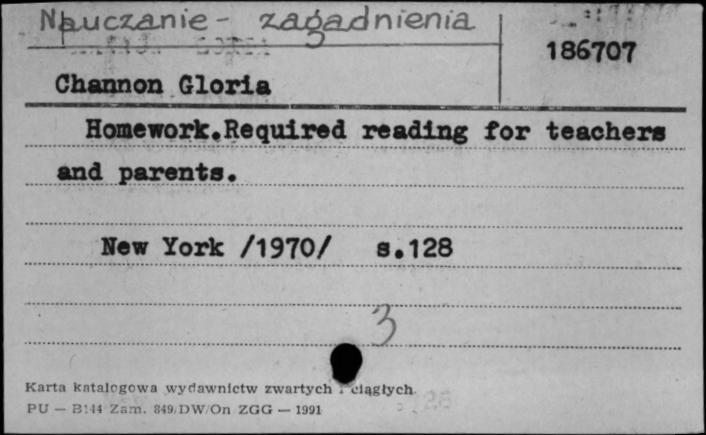 Nauczanie - zagadnienia
186707
Channon Gloria
Homework.Required reading for teachers
and parents.
New York /1970/ s.128
3
Karta katalogowa wydawnictw zwartych i ciągłych.
PU — B144 Zam. 849/DW/On ZGG — 1991